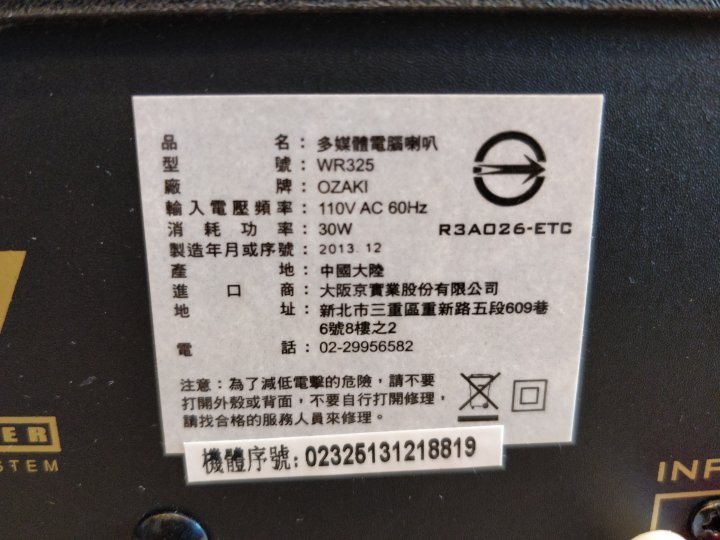 品名：多媒體電腦喇叭
型號：WR325
廠牌：OZAKI
輸入電壓頻率：110V AC 60Hz
消耗功率：30W
製造年月或序號：2013.12
產地：中國大陸
進口商：大阪京實業股份有限公司
地址：新北市三重區重新路五段609巷
6號8樓之2
電話：02-29956582
R3A026-ETC
注意：為了減低電擊的危險，請不要
打開外殼或背面，不要自行打開修理，
請找合格的服務人員來修理。
機體序號：02325131218819